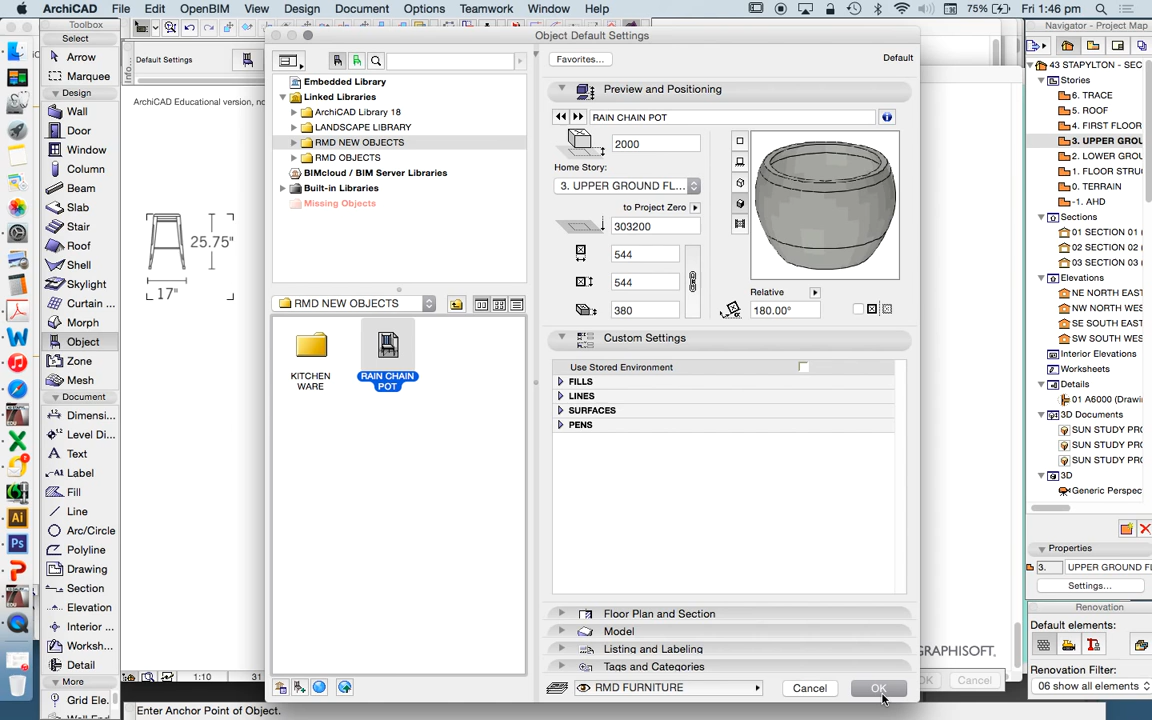 ArchiCAD File Edit OpenBIM View Design Document Options Teamwork Window Help 75% Fri 1:46 pm
Toolbox
Select
Arrow
Marquee
Design
Wall
Door
Window
Column
Beam
Slab
Stair
Roof
Shell
Skylight
Curtain ...
Morph
Object
Zone
Mesh
Document
Dimensi...
Level Di...
Text
Label
Fill
Line
Arc/Circle
Polyline
Drawing
Section
Elevation
Interior ...
Worksh...
Detail
More
Grid Ele...
Default Settings
ArchiCAD Educational version, no
25.75"
17"
1:10
Enter Anchor Point of Object.
Object Default Settings
Embedded Library
Linked Libraries
ArchiCAD Library 18
LANDSCAPE LIBRARY
RMD NEW OBJECTS
RMD OBJECTS
BIMcloud / BIM Server Libraries
Built-in Libraries
Missing Objects
RMD NEW OBJECTS
KITCHEN WARE
RAIN CHAIN POT
Favorites...
Default
Preview and Positioning
RAIN CHAIN POT
2000
Home Story:
3. UPPER GROUND FL...
to Project Zero
303200
544
544
380
Relative
180.00°
Custom Settings
Use Stored Environment
FILLS
LINES
SURFACES
PENS
Floor Plan and Section
Model
Listing and Labeling
Tags and Categories
RMD FURNITURE
Cancel
OK
GRAPHISOFT.
OK Cancel
Navigator - Project Map
43 STAPYLTON - SEC
Stories
6. TRACE
5. ROOF
4. FIRST FLOOR
3. UPPER GROU
2. LOWER GROU
1. FLOOR STRU
0. TERRAIN
-1. AHD
Sections
01 SECTION 01
02 SECTION 02
03 SECTION 03
Elevations
NE NORTH EAST
NW NORTH WES
SE SOUTH EAST
SW SOUTH WES
Interior Elevations
Worksheets
Details
01 A6000 (Drawi
3D Documents
SUN STUDY PRO
SUN STUDY PRO
SUN STUDY PRO
3D
Generic Perspec
Properties
3. UPPER GROUND FL
Settings...
Renovation
Default elements:
Renovation Filter:
06 show all elements